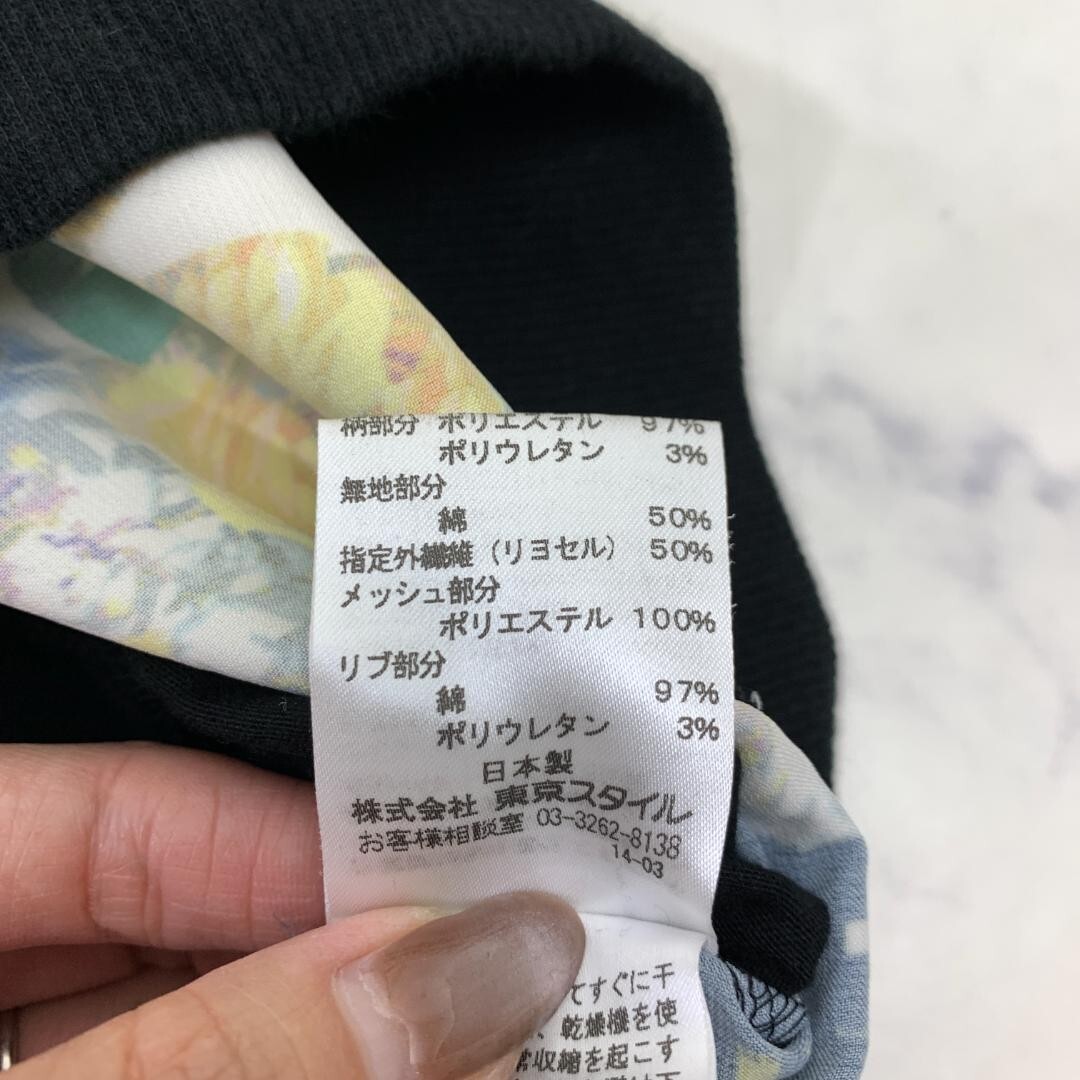 柄部分 ポリエステル 97%
ポリウレタン 3%
無地部分
綿 50%
指定外繊維 (リヨセル) 50%
メッシュ部分
ポリエステル 100%
リブ部分
綿 97%
ポリウレタン 3%
日本製
株式会社 東京スタイル
お客様相談室 03-3262-8138
14-03
てすぐに干
乾燥機を使
収縮を起こす